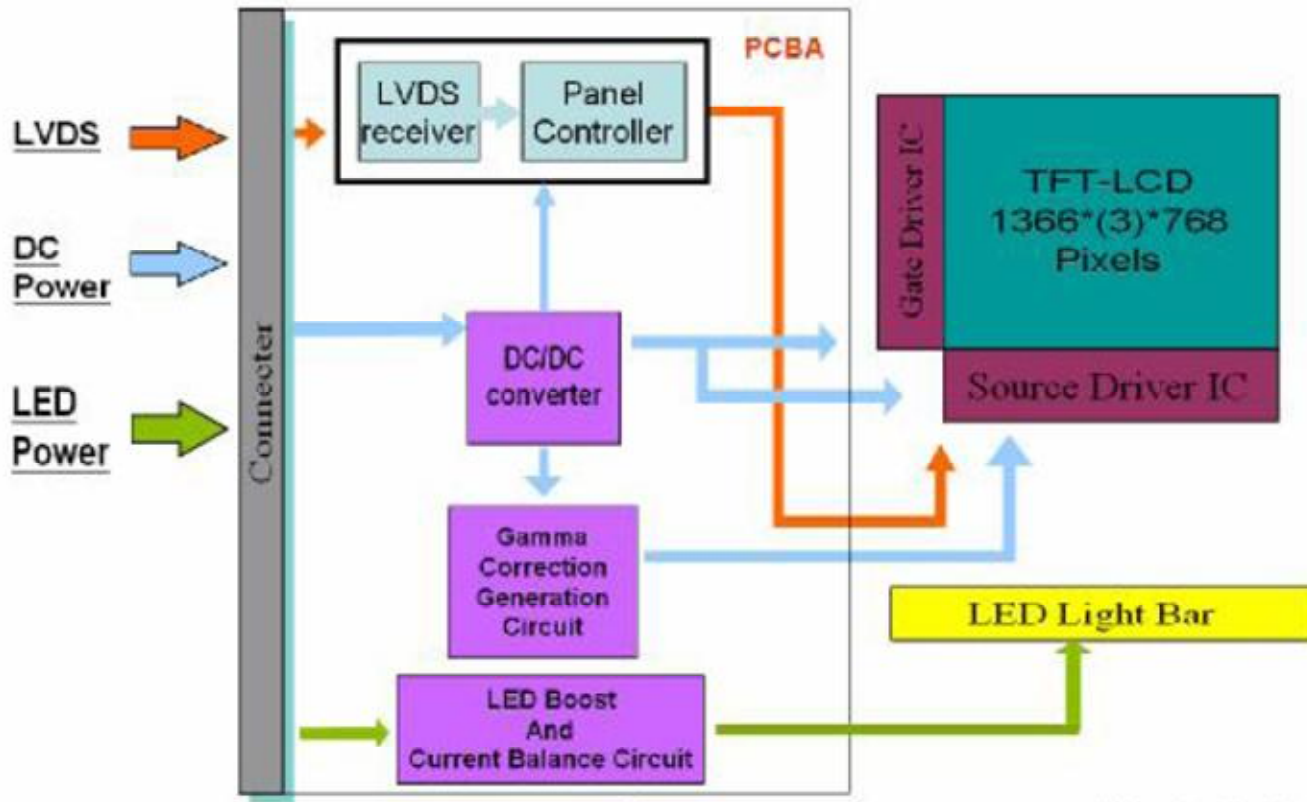 PCBA
LVDS
receiver
Panel
Controller
LVDS
DC
Power
LED
Power
Connecter
DC/DC
converter
Gamma
Correction
Generation
Circuit
LED Boost
And
Current Balance Circuit
Gate Driver IC
TFT-LCD
1366*(3)*768
Pixels
Source Driver IC
LED Light Bar